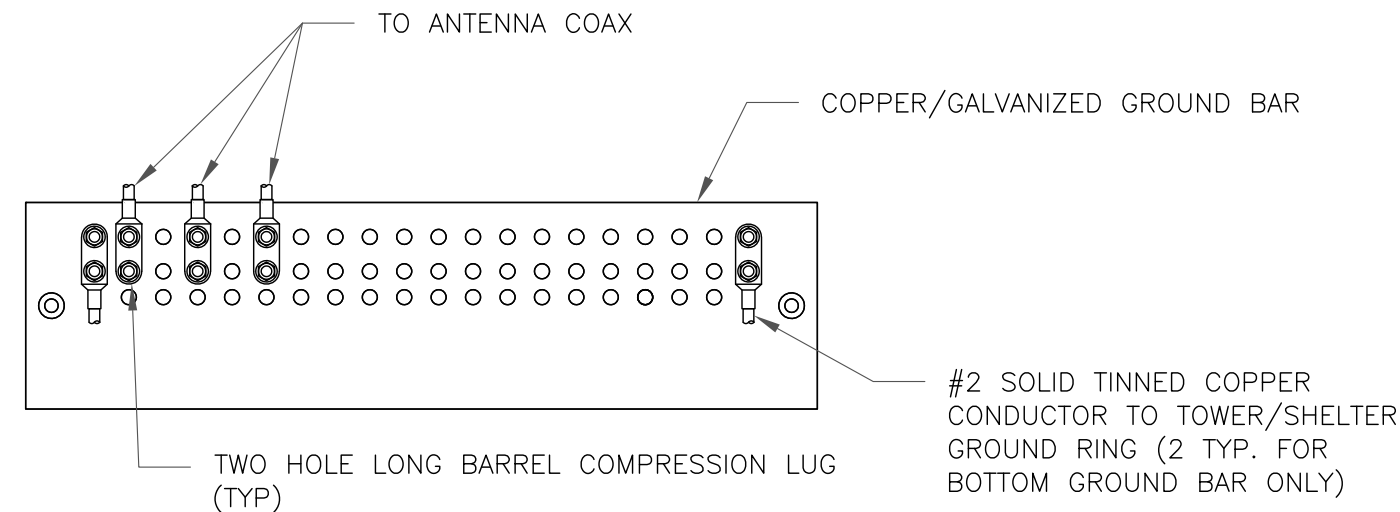 TO ANTENNA COAX
COPPER/GALVANIZED GROUND BAR
#2 SOLID TINNED COPPER
CONDUCTOR TO TOWER/SHELTER
GROUND RING (2 TYP. FOR
BOTTOM GROUND BAR ONLY)
TWO HOLE LONG BARREL COMPRESSION LUG
(TYP)